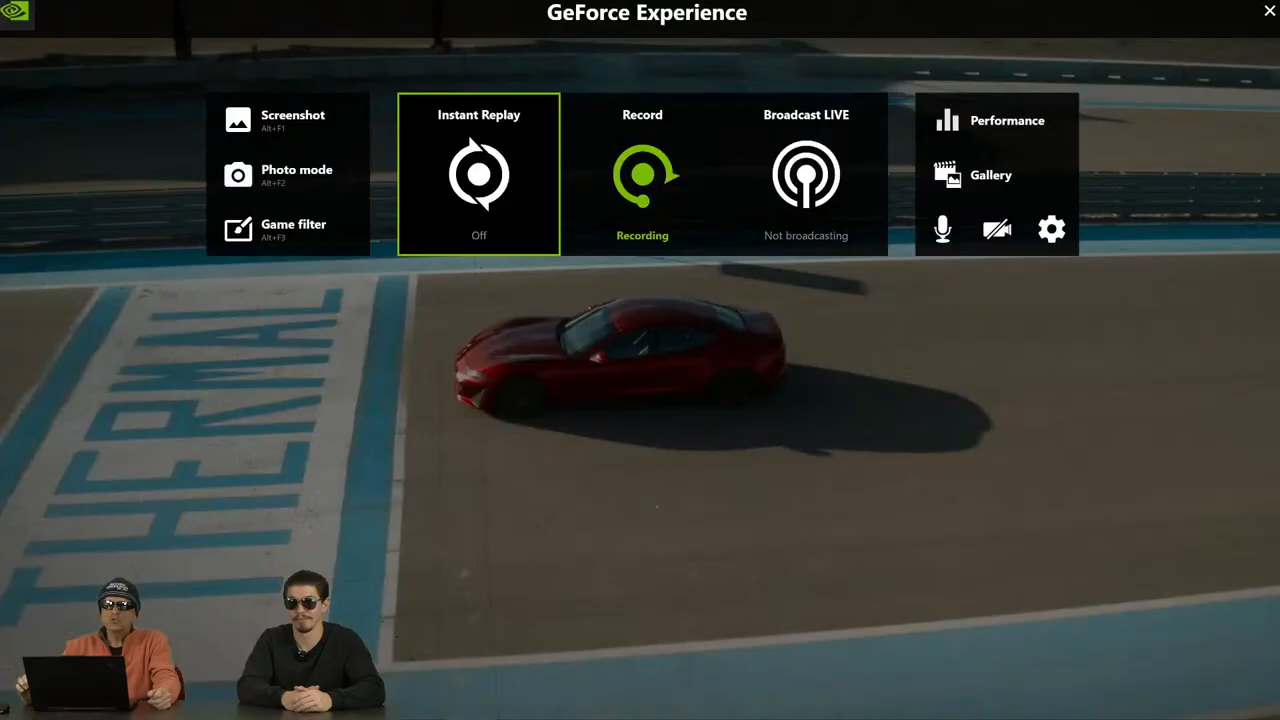 GeForce Experience
Screenshot
Alt+F1
Photo mode
Alt+F2
Game filter
Alt+F3
Instant Replay
Off
Record
Recording
Broadcast LIVE
Not broadcasting
Performance
Gallery
THERMAL